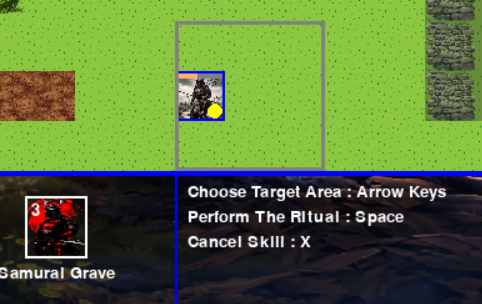 Choose Target Area : Arrow Keys
Perform The Ritual : Space
Cancel Skill : X
3
Samurai Grave